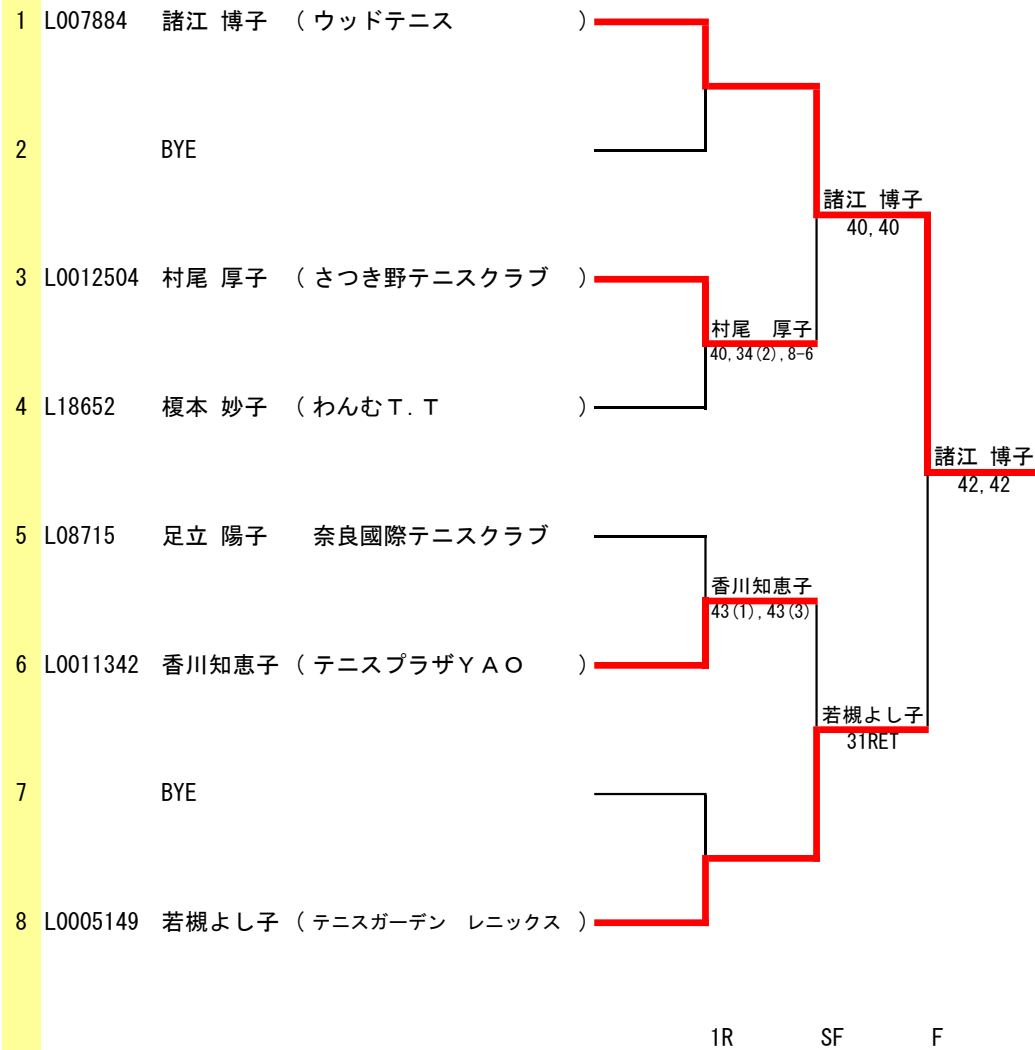 1 L007884 諸江 博子 （ ウッドテニス ）
2 BYE
諸江 博子
40,40
3 L0012504 村尾 厚子 （ さつき野テニスクラブ ）
村尾　厚子
40,34(2),8-6
4 L18652 榎本 妙子 （ わんむＴ.Ｔ ）
諸江 博子
42,42
5 L08715 足立 陽子 奈良國際テニスクラブ
香川知恵子
43(1),43(3)
6 L0011342 香川知恵子 （ テニスプラザＹＡＯ ）
若槻よし子
31RET
7 BYE
8 L0005149 若槻よし子 （ テニスガーデン　レニックス ）
1R SF F